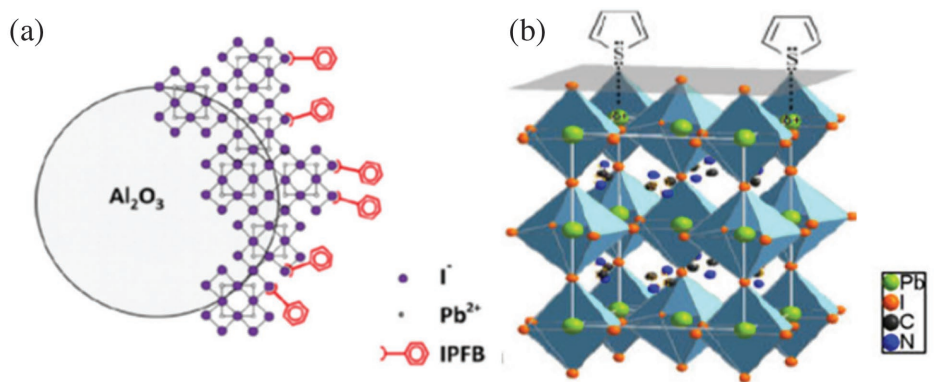 (a)
Al₂O₃
I⁻
Pb²⁺
IPFB
(b)
S
S
δ+
δ+
Pb
I
C
N